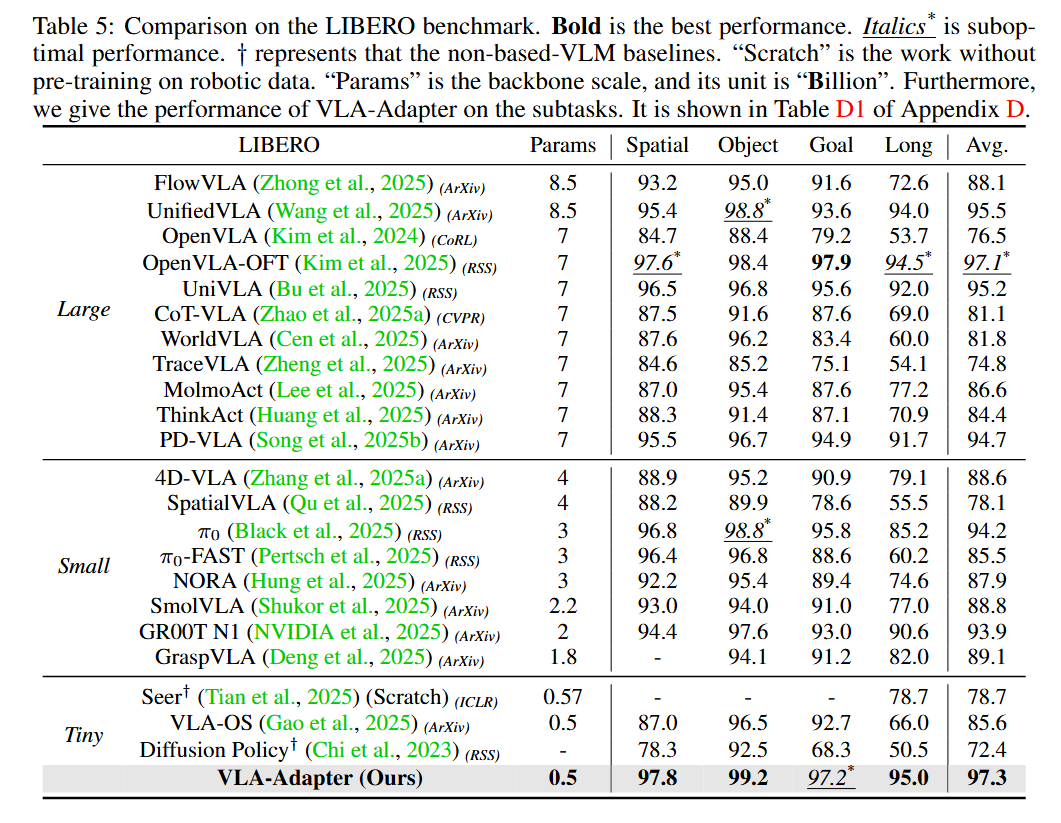 Table 5: Comparison on the LIBERO benchmark. Bold is the best performance. Italics* is subop-
timal performance. † represents that the non-based-VLM baselines. “Scratch” is the work without
pre-training on robotic data. “Params” is the backbone scale, and its unit is “Billion”. Furthermore,
we give the performance of VLA-Adapter on the subtasks. It is shown in Table D1 of Appendix D.
LIBERO Params Spatial Object Goal Long Avg.
Large
FlowVLA (Zhong et al., 2025) (ArXiv) 8.5 93.2 95.0 91.6 72.6 88.1
UnifiedVLA (Wang et al., 2025) (ArXiv) 8.5 95.4 98.8* 93.6 94.0 95.5
OpenVLA (Kim et al., 2024) (CoRL) 7 84.7 88.4 79.2 53.7 76.5
OpenVLA-OFT (Kim et al., 2025) (RSS) 7 97.6* 98.4 97.9 94.5* 97.1*
UniVLA (Bu et al., 2025) (RSS) 7 96.5 96.8 95.6 92.0 95.2
CoT-VLA (Zhao et al., 2025a) (CVPR) 7 87.5 91.6 87.6 69.0 81.1
WorldVLA (Cen et al., 2025) (ArXiv) 7 87.6 96.2 83.4 60.0 81.8
TraceVLA (Zheng et al., 2025) (ArXiv) 7 84.6 85.2 75.1 54.1 74.8
MolmoAct (Lee et al., 2025) (ArXiv) 7 87.0 95.4 87.6 77.2 86.6
ThinkAct (Huang et al., 2025) (ArXiv) 7 88.3 91.4 87.1 70.9 84.4
PD-VLA (Song et al., 2025b) (ArXiv) 7 95.5 96.7 94.9 91.7 94.7
Small
4D-VLA (Zhang et al., 2025a) (ArXiv) 4 88.9 95.2 90.9 79.1 88.6
SpatialVLA (Qu et al., 2025) (RSS) 4 88.2 89.9 78.6 55.5 78.1
π0 (Black et al., 2025) (RSS) 3 96.8 98.8* 95.8 85.2 94.2
π0-FAST (Pertsch et al., 2025) (RSS) 3 96.4 96.8 88.6 60.2 85.5
NORA (Hung et al., 2025) (ArXiv) 3 92.2 95.4 89.4 74.6 87.9
SmolVLA (Shukor et al., 2025) (ArXiv) 2.2 93.0 94.0 91.0 77.0 88.8
GR00T N1 (NVIDIA et al., 2025) (ArXiv) 2 94.4 97.6 93.0 90.6 93.9
GraspVLA (Deng et al., 2025) (ArXiv) 1.8 - 94.1 91.2 82.0 89.1
Tiny
Seer† (Tian et al., 2025) (Scratch) (ICLR) 0.57 - - - 78.7 78.7
VLA-OS (Gao et al., 2025) (ArXiv) 0.5 87.0 96.5 92.7 66.0 85.6
Diffusion Policy† (Chi et al., 2023) (RSS) - 78.3 92.5 68.3 50.5 72.4
VLA-Adapter (Ours) 0.5 97.8 99.2 97.2* 95.0 97.3